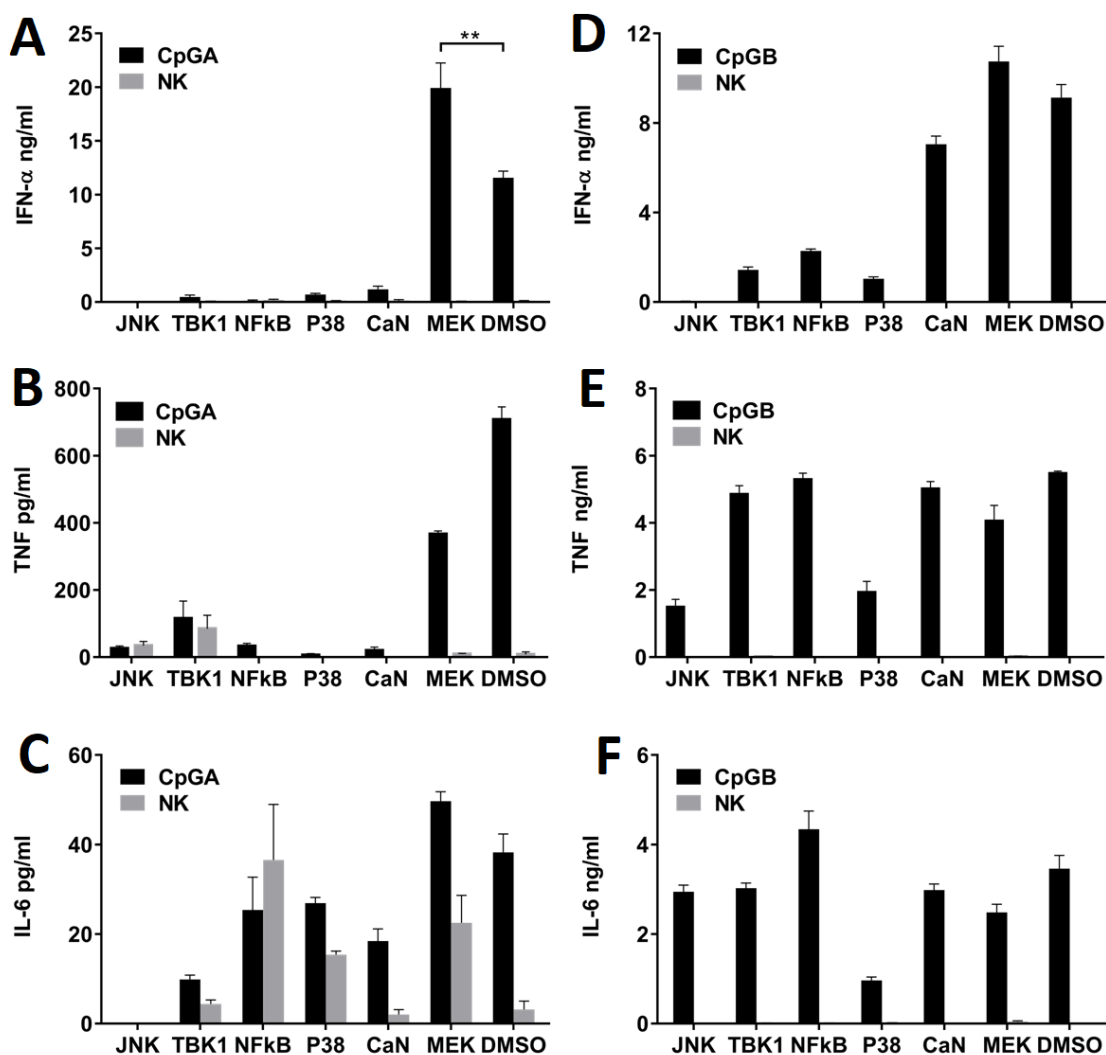 A
IFN-α ng/ml
25
20
15
10
5
0
CpGA
NK
**
JNK TBK1 NFkB P38 CaN MEK DMSO
D
IFN-α ng/ml
12
8
4
0
CpGB
NK
JNK TBK1 NFkB P38 CaN MEK DMSO
B
TNF pg/ml
800
600
400
200
0
CpGA
NK
JNK TBK1 NFkB P38 CaN MEK DMSO
E
TNF ng/ml
8
6
4
2
0
CpGB
NK
JNK TBK1 NFkB P38 CaN MEK DMSO
C
IL-6 pg/ml
60
40
20
0
CpGA
NK
JNK TBK1 NFkB P38 CaN MEK DMSO
F
IL-6 ng/ml
6
4
2
0
CpGB
NK
JNK TBK1 NFkB P38 CaN MEK DMSO